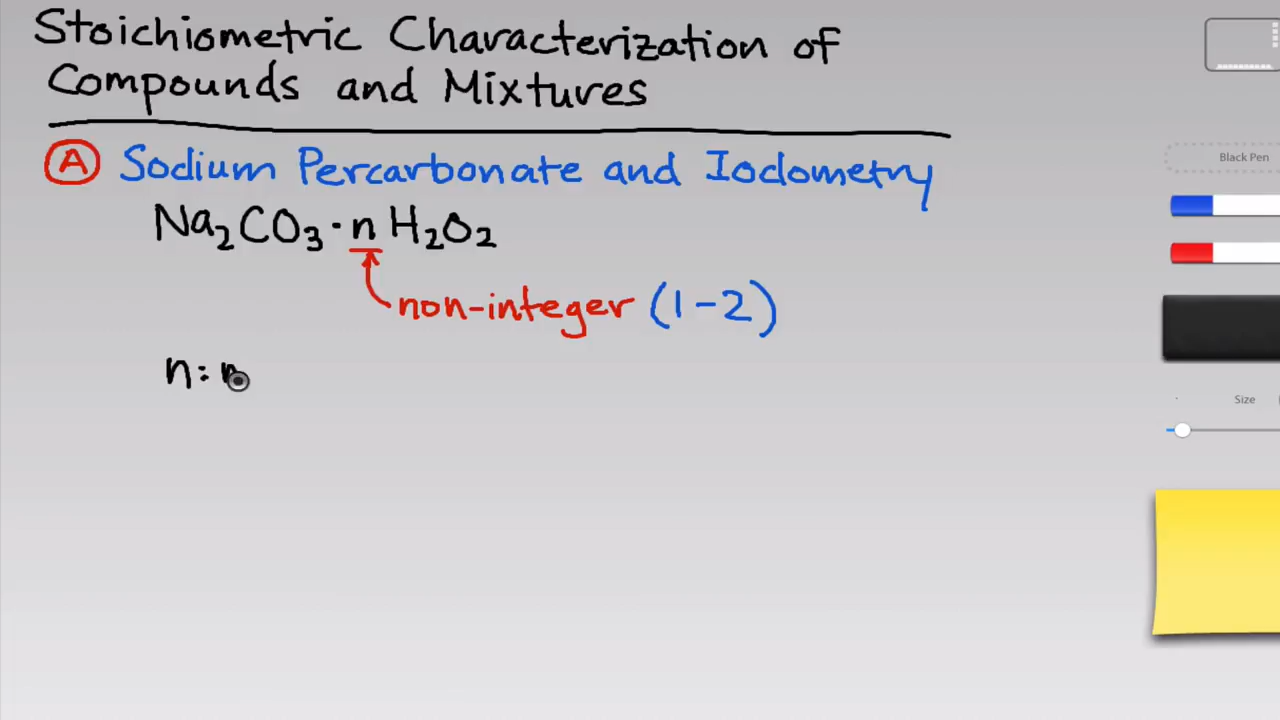 Stoichiometric Characterization of
Compounds and Mixtures
A Sodium Percarbonate and Iodometry
Na₂CO₃·n H₂O₂
non-integer (1-2)
n:
Black Pen
Size